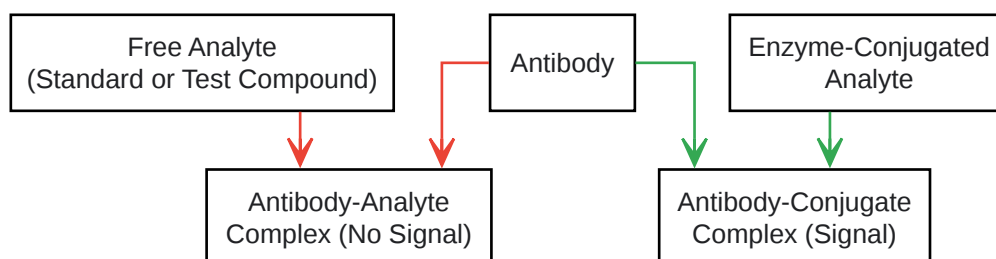 Free Analyte
(Standard or Test Compound)
Antibody
Enzyme-Conjugated
Analyte
Antibody-Analyte
Complex (No Signal)
Antibody-Conjugate
Complex (Signal)